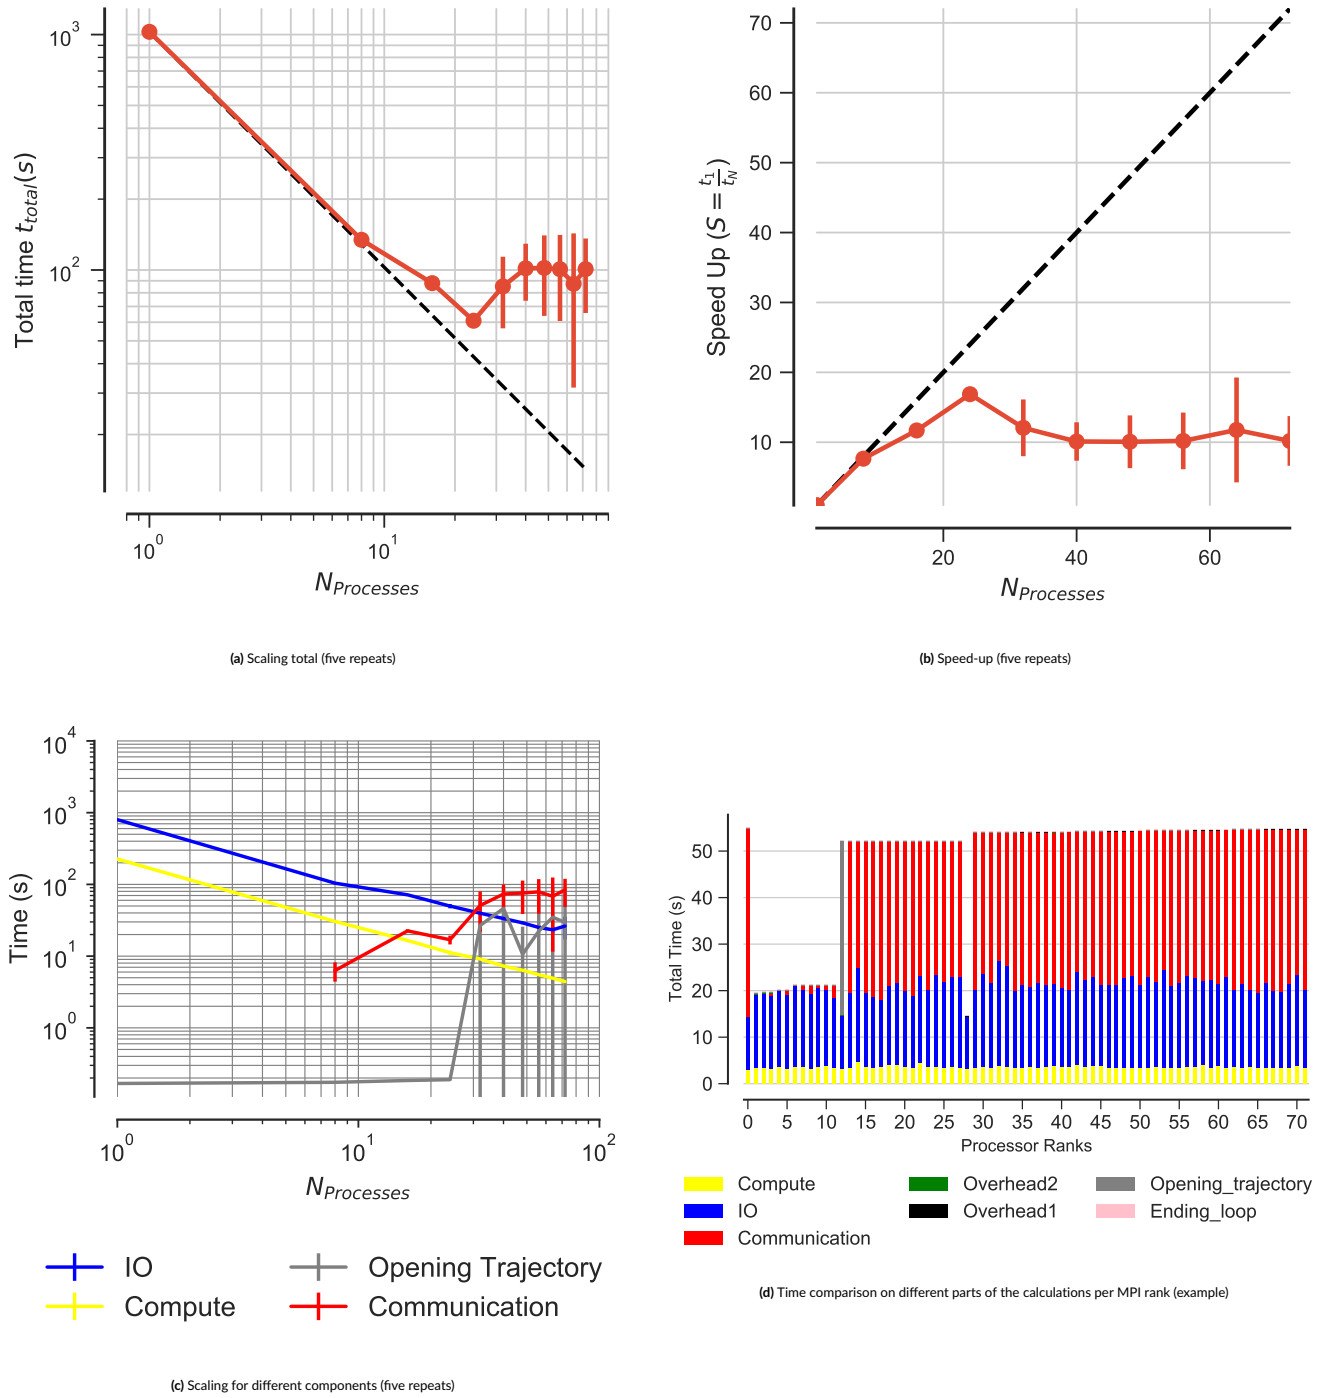 10^3
10^2
Total time t_total(s)
10^0
10^1
N_Processes
(a) Scaling total (five repeats)
70
60
50
40
30
20
10
Speed Up (S = t_1/t_N)
20
40
60
N_Processes
(b) Speed-up (five repeats)
10^4
10^3
10^2
10^1
10^0
Time (s)
10^0
10^1
10^2
N_Processes
IO
Opening Trajectory
Compute
Communication
(c) Scaling for different components (five repeats)
50
40
30
20
10
0
Total Time (s)
0 5 10 15 20 25 30 35 40 45 50 55 60 65 70
Processor Ranks
Compute
Overhead2
Opening_trajectory
IO
Overhead1
Ending_loop
Communication
(d) Time comparison on different parts of the calculations per MPI rank (example)